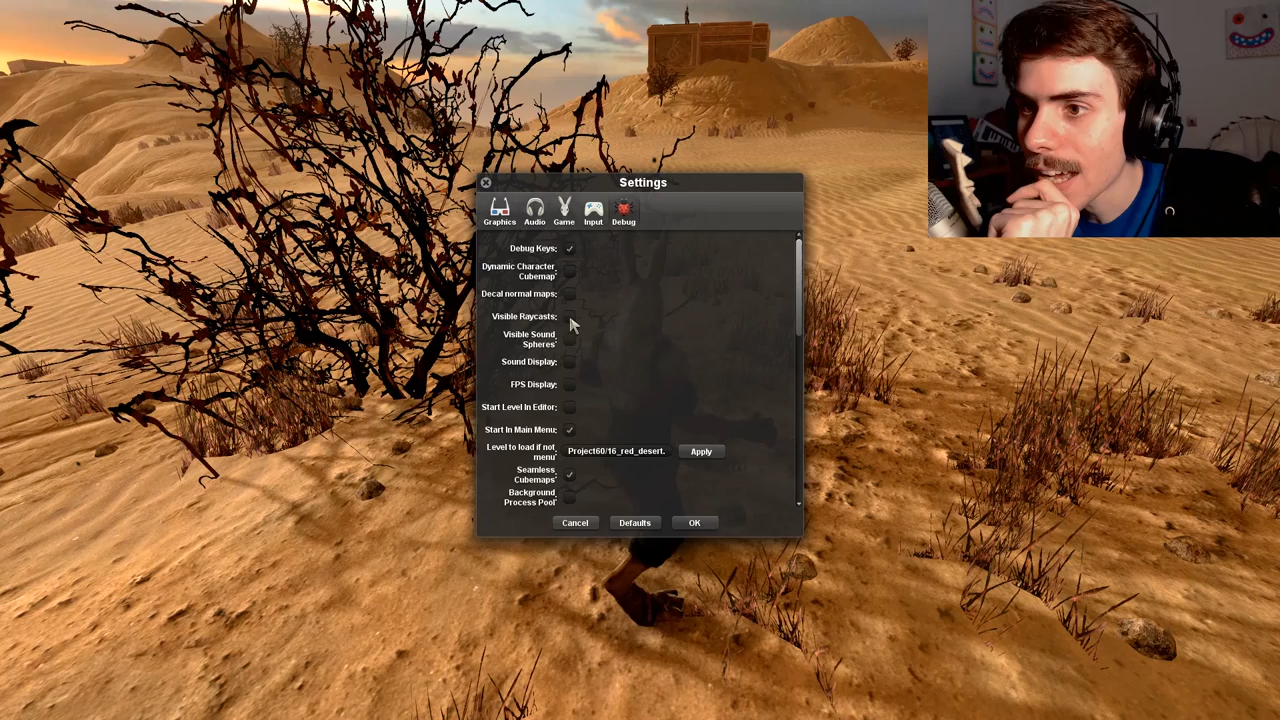 Settings
Graphics Audio Game Input Debug
Debug Keys:
Dynamic Character
Cubemap:
Decal normal maps:
Visible Raycasts:
Visible Sound
Spheres:
Sound Display:
FPS Display:
Start Level In Editor:
Start In Main Menu:
Level to load if not
menu:
Project60/16_red_desert. Apply
Seamless
Cubemaps:
Background
Process Pool:
Cancel Defaults OK